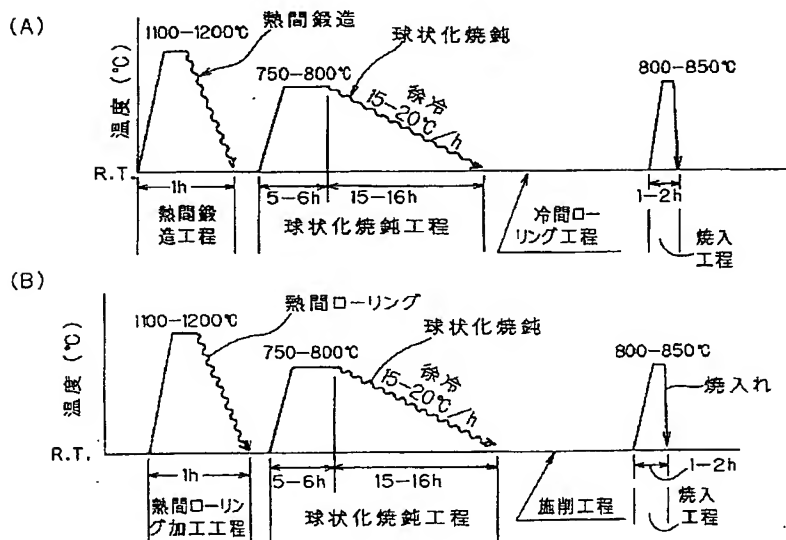 (A)
1100-1200℃
熱間鍛造
球状化焼鈍
750-800℃
徐冷
15-20℃/h
800-850℃
温度(℃)
R.T.
1h
5-6h
15-16h
1-2h
熱間鍛
造工程
球状化焼鈍工程
冷間ロー
リング工程
焼入
工程
(B)
1100-1200℃
熱間ローリング
球状化焼鈍
750-800℃
徐冷
15-20℃/h
800-850℃
焼入れ
温度(℃)
R.T.
1h
5-6h
15-16h
1-2h
熱間ローリン
グ加工工程
球状化焼鈍工程
施削工程
焼入
工程